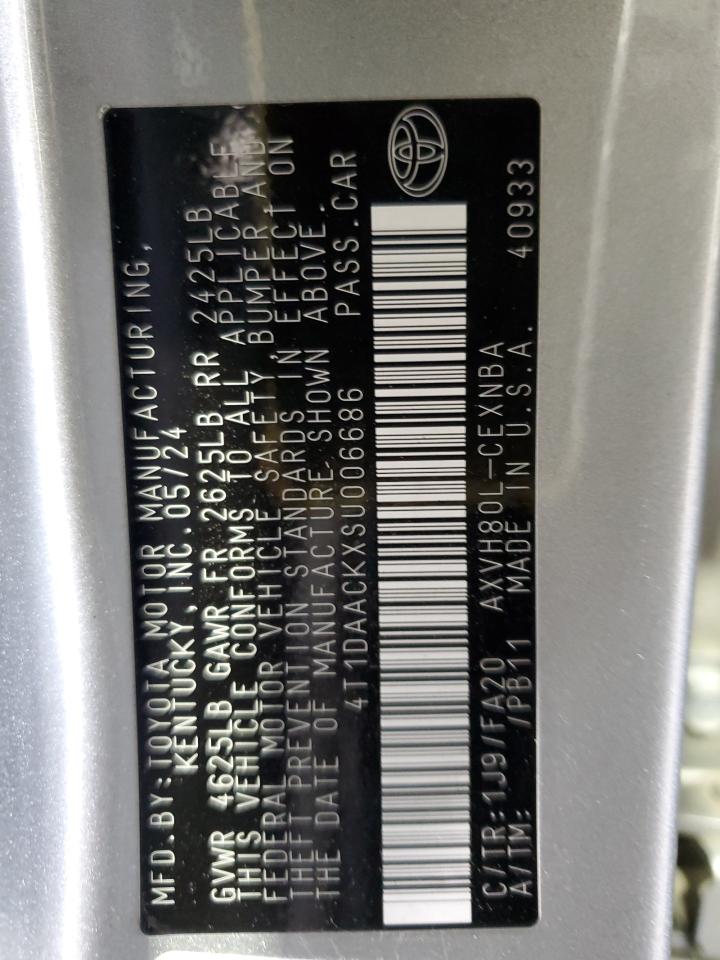 MFD.BY:TOYOTA MOTOR MANUFACTURING,
KENTUCKY,INC.05/24
GVWR 4625LB GAWR FR 2625LB RR 2425LB
THIS VEHICLE CONFORMS TO ALL APPLICABLE
FEDERAL MOTOR VEHICLE SAFETY, BUMPER AND
THEFT PREVENTION STANDARDS IN EFFECT ON
THE DATE OF MANUFACTURE SHOWN ABOVE.
4T1DAACKXSU006686 PASS.CAR
C/TR:1J9/FA20 AXVH80L-CEXNBA
A/TM: /PB11 MADE IN U.S.A. 40933